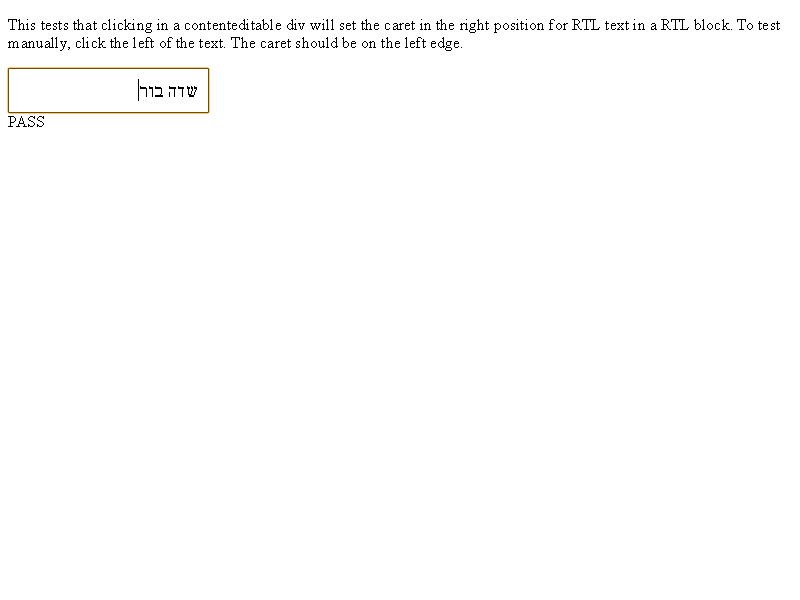 This tests that clicking in a contenteditable div will set the caret in the right position for RTL text in a RTL block. To test
manually, click the left of the text. The caret should be on the left edge.
שדה בור
PASS